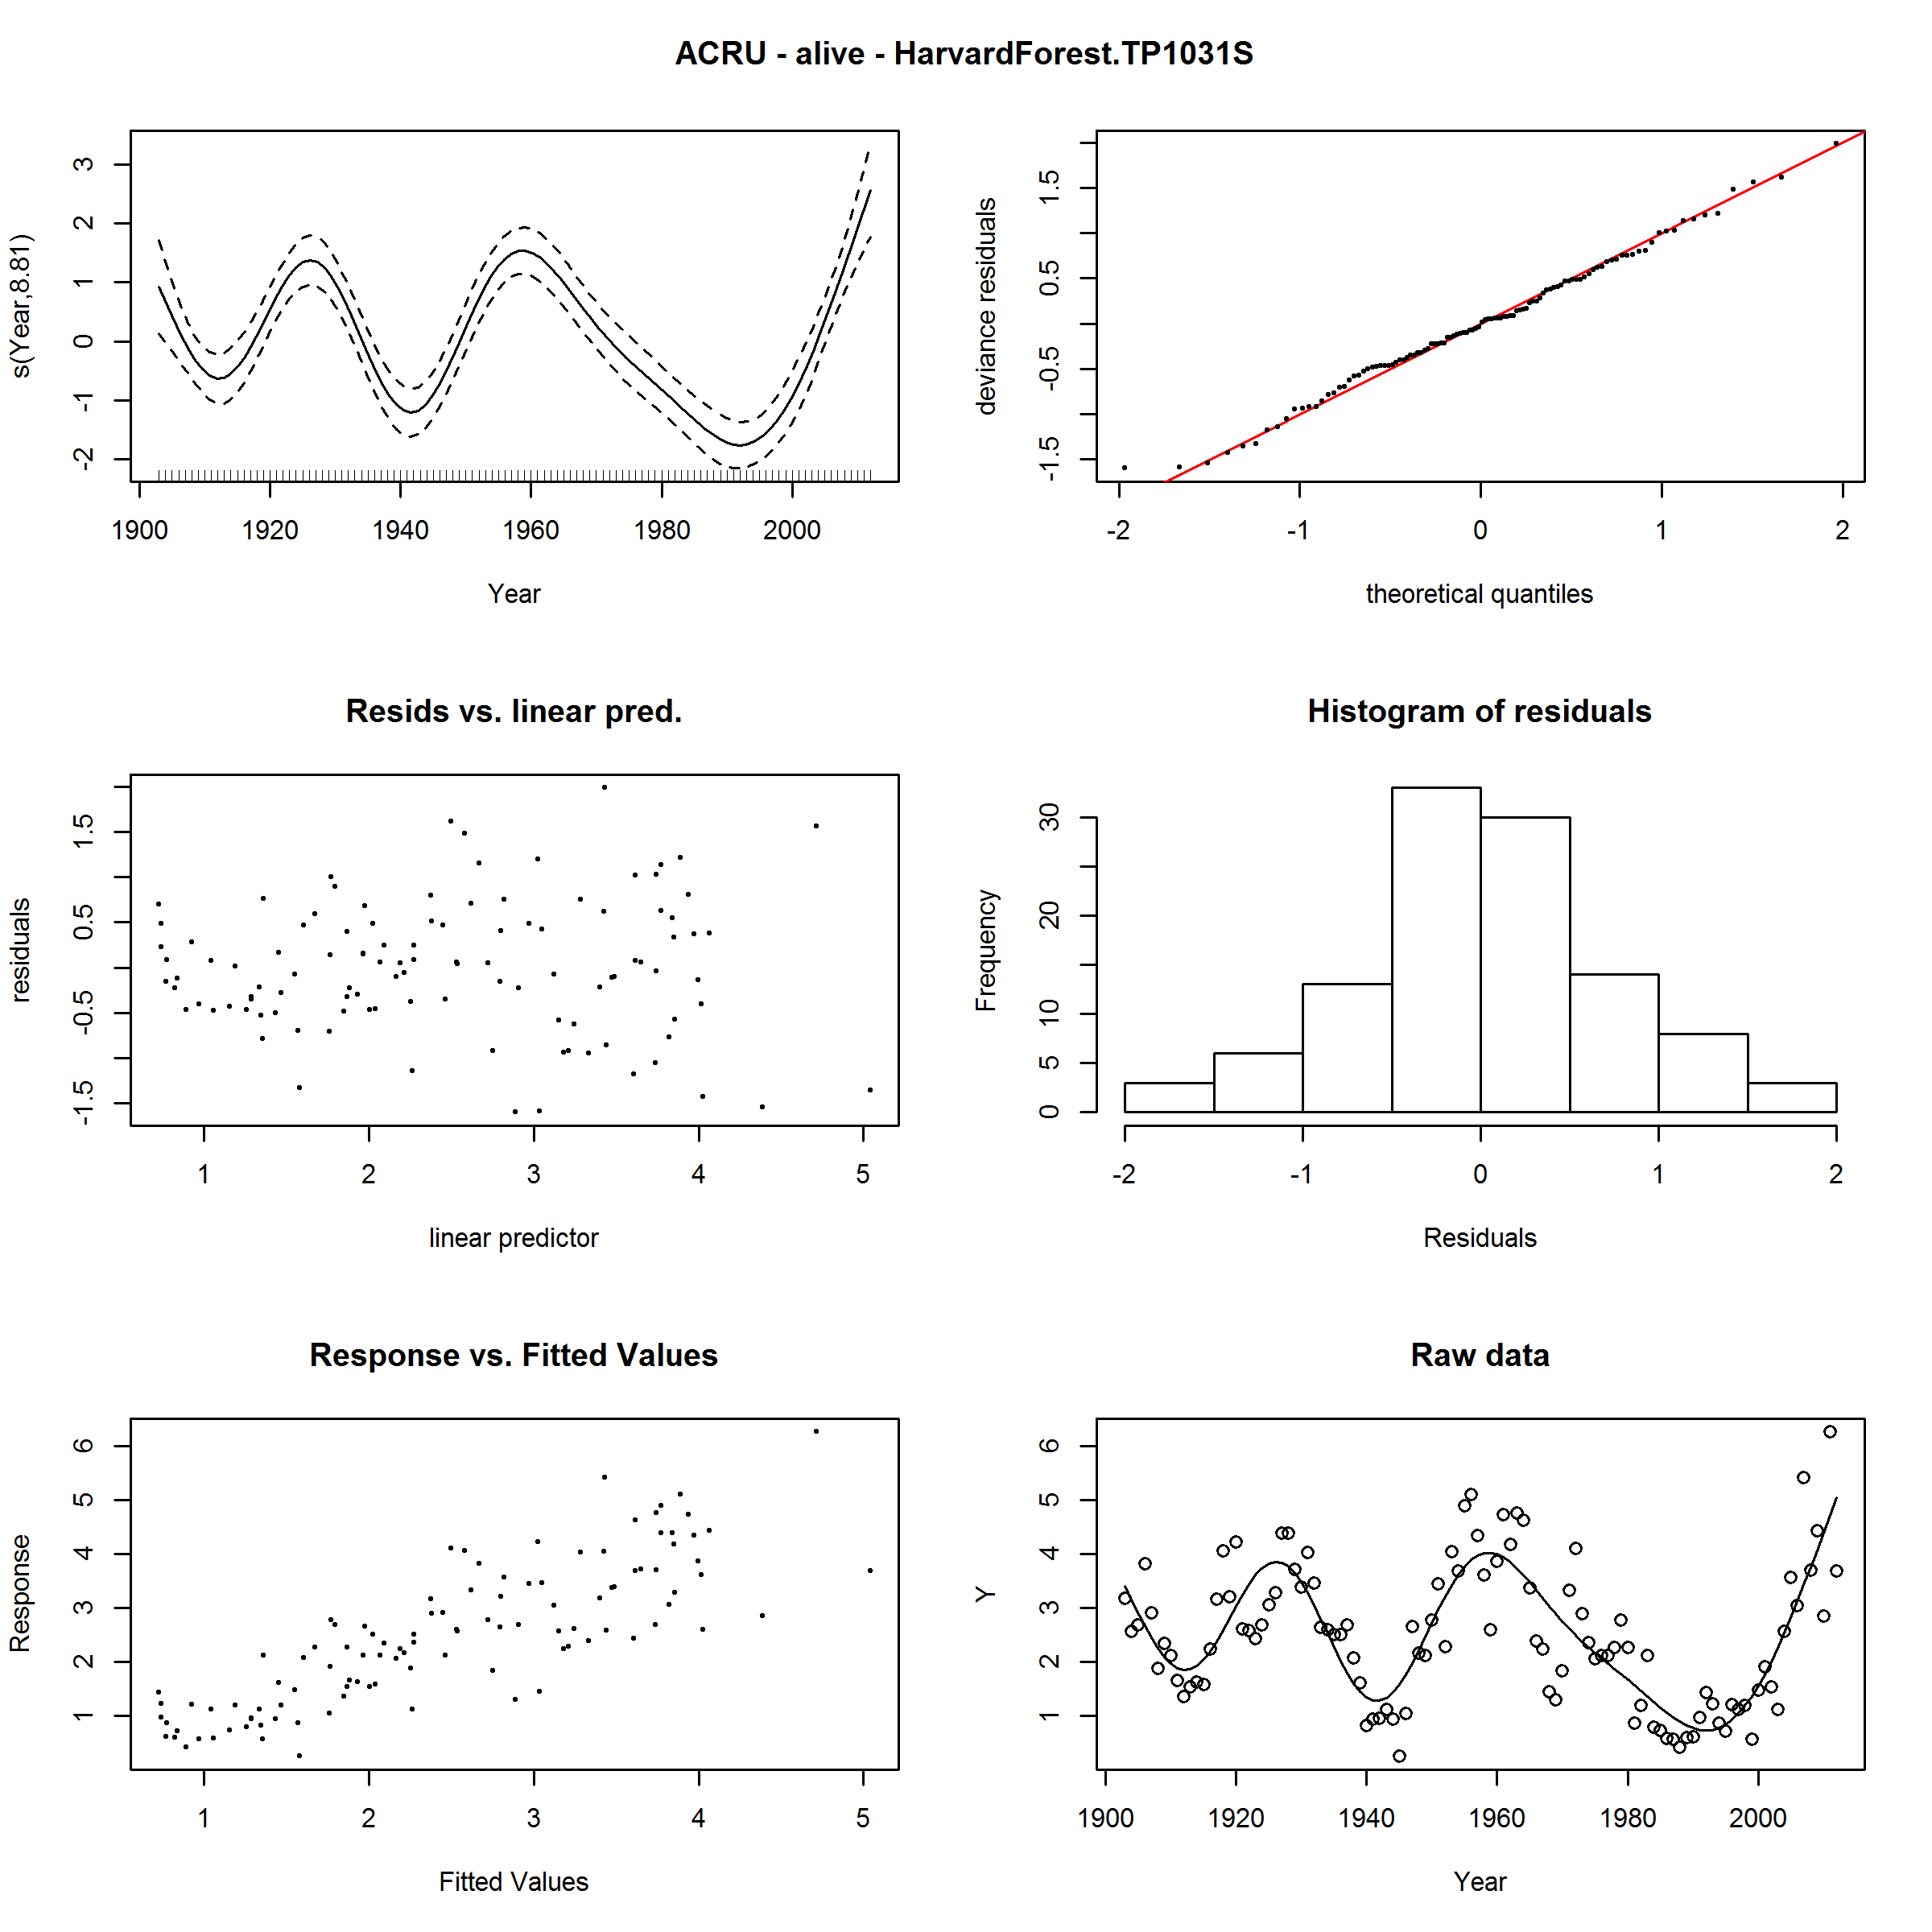 ACRU - alive - HarvardForest.TP1031S
s(Year,8.81)
3
2
1
0
-1
-2
1900 1920 1940 1960 1980 2000
Year
deviance residuals
1.5
0.5
-0.5
-1.5
-2 -1 0 1 2
theoretical quantiles
Resids vs. linear pred.
residuals
1.5
0.5
-0.5
-1.5
1 2 3 4 5
linear predictor
Histogram of residuals
Frequency
30
20
10
5
0
-2 -1 0 1 2
Residuals
Response vs. Fitted Values
Response
6
5
4
3
2
1
1 2 3 4 5
Fitted Values
Raw data
Y
6
5
4
3
2
1
1900 1920 1940 1960 1980 2000
Year